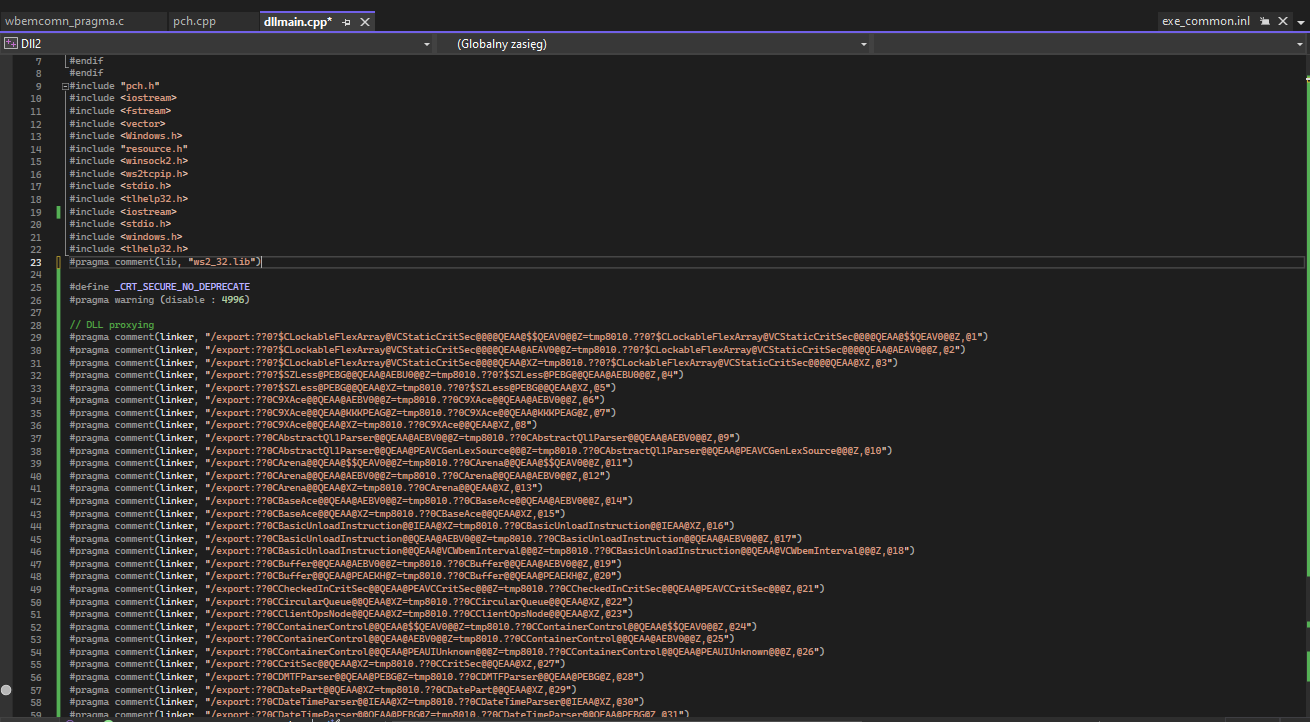 wbemcomn_pragma.c pch.cpp dllmain.cpp* exe_common.inl
Dll2 (Globalny zasięg)
7 #endif
8 #endif
9 #include "pch.h"
10 #include <iostream>
11 #include <fstream>
12 #include <vector>
13 #include <Windows.h>
14 #include "resource.h"
15 #include <winsock2.h>
16 #include <ws2tcpip.h>
17 #include <stdio.h>
18 #include <tlhelp32.h>
19 #include <iostream>
20 #include <stdio.h>
21 #include <windows.h>
22 #include <tlhelp32.h>
23 #pragma comment(lib, "ws2_32.lib")
24
25 #define _CRT_SECURE_NO_DEPRECATE
26 #pragma warning (disable : 4996)
27
28 // DLL proxying
29 #pragma comment(linker, "/export:??0?$CLockableFlexArray@VCStaticCritSec@@@@QEAA@$$QEAV0@@Z=tmp8010.??0?$CLockableFlexArray@VCStaticCritSec@@@@QEAA@$$QEAV0@@Z,@1")
30 #pragma comment(linker, "/export:??0?$CLockableFlexArray@VCStaticCritSec@@@@QEAA@AEAV0@@Z=tmp8010.??0?$CLockableFlexArray@VCStaticCritSec@@@@QEAA@AEAV0@@Z,@2")
31 #pragma comment(linker, "/export:??0?$CLockableFlexArray@VCStaticCritSec@@@@QEAA@XZ=tmp8010.??0?$CLockableFlexArray@VCStaticCritSec@@@@QEAA@XZ,@3")
32 #pragma comment(linker, "/export:??0?$SZLess@PEBG@@QEAA@AEBU0@@Z=tmp8010.??0?$SZLess@PEBG@@QEAA@AEBU0@@Z,@4")
33 #pragma comment(linker, "/export:??0?$SZLess@PEBG@@QEAA@XZ=tmp8010.??0?$SZLess@PEBG@@QEAA@XZ,@5")
34 #pragma comment(linker, "/export:??0C9XAce@@QEAA@AEBV0@@Z=tmp8010.??0C9XAce@@QEAA@AEBV0@@Z,@6")
35 #pragma comment(linker, "/export:??0C9XAce@@QEAA@KKKPEAG@Z=tmp8010.??0C9XAce@@QEAA@KKKPEAG@Z,@7")
36 #pragma comment(linker, "/export:??0C9XAce@@QEAA@XZ=tmp8010.??0C9XAce@@QEAA@XZ,@8")
37 #pragma comment(linker, "/export:??0CAbstractQl1Parser@@QEAA@AEBV0@@Z=tmp8010.??0CAbstractQl1Parser@@QEAA@AEBV0@@Z,@9")
38 #pragma comment(linker, "/export:??0CAbstractQl1Parser@@QEAA@PEAVCGenLexSource@@@Z=tmp8010.??0CAbstractQl1Parser@@QEAA@PEAVCGenLexSource@@@Z,@10")
39 #pragma comment(linker, "/export:??0CArena@@QEAA@$$QEAV0@@Z=tmp8010.??0CArena@@QEAA@$$QEAV0@@Z,@11")
40 #pragma comment(linker, "/export:??0CArena@@QEAA@AEBV0@@Z=tmp8010.??0CArena@@QEAA@AEBV0@@Z,@12")
41 #pragma comment(linker, "/export:??0CArena@@QEAA@XZ=tmp8010.??0CArena@@QEAA@XZ,@13")
42 #pragma comment(linker, "/export:??0CBaseAce@@QEAA@AEBV0@@Z=tmp8010.??0CBaseAce@@QEAA@AEBV0@@Z,@14")
43 #pragma comment(linker, "/export:??0CBaseAce@@QEAA@XZ=tmp8010.??0CBaseAce@@QEAA@XZ,@15")
44 #pragma comment(linker, "/export:??0CBasicUnloadInstruction@@IEAA@XZ=tmp8010.??0CBasicUnloadInstruction@@IEAA@XZ,@16")
45 #pragma comment(linker, "/export:??0CBasicUnloadInstruction@@QEAA@AEBV0@@Z=tmp8010.??0CBasicUnloadInstruction@@QEAA@AEBV0@@Z,@17")
46 #pragma comment(linker, "/export:??0CBasicUnloadInstruction@@QEAA@VCWbemInterval@@@Z=tmp8010.??0CBasicUnloadInstruction@@QEAA@VCWbemInterval@@@Z,@18")
47 #pragma comment(linker, "/export:??0CBuffer@@QEAA@AEBV0@@Z=tmp8010.??0CBuffer@@QEAA@AEBV0@@Z,@19")
48 #pragma comment(linker, "/export:??0CBuffer@@QEAA@PEAEKH@Z=tmp8010.??0CBuffer@@QEAA@PEAEKH@Z,@20")
49 #pragma comment(linker, "/export:??0CCheckedInCritSec@@QEAA@PEAVCCritSec@@@Z=tmp8010.??0CCheckedInCritSec@@QEAA@PEAVCCritSec@@@Z,@21")
50 #pragma comment(linker, "/export:??0CCircularQueue@@QEAA@XZ=tmp8010.??0CCircularQueue@@QEAA@XZ,@22")
51 #pragma comment(linker, "/export:??0CClientOpsNode@@QEAA@XZ=tmp8010.??0CClientOpsNode@@QEAA@XZ,@23")
52 #pragma comment(linker, "/export:??0CContainerControl@@QEAA@$$QEAV0@@Z=tmp8010.??0CContainerControl@@QEAA@$$QEAV0@@Z,@24")
53 #pragma comment(linker, "/export:??0CContainerControl@@QEAA@AEBV0@@Z=tmp8010.??0CContainerControl@@QEAA@AEBV0@@Z,@25")
54 #pragma comment(linker, "/export:??0CContainerControl@@QEAA@PEAUIUnknown@@@Z=tmp8010.??0CContainerControl@@QEAA@PEAUIUnknown@@@Z,@26")
55 #pragma comment(linker, "/export:??0CCritSec@@QEAA@XZ=tmp8010.??0CCritSec@@QEAA@XZ,@27")
56 #pragma comment(linker, "/export:??0CDMTFParser@@QEAA@PEBG@Z=tmp8010.??0CDMTFParser@@QEAA@PEBG@Z,@28")
57 #pragma comment(linker, "/export:??0CDatePart@@QEAA@XZ=tmp8010.??0CDatePart@@QEAA@XZ,@29")
58 #pragma comment(linker, "/export:??0CDateTimeParser@@IEAA@XZ=tmp8010.??0CDateTimeParser@@IEAA@XZ,@30")
59 #pragma comment(linker, "/export:??0CDateTimeParser@@QEAA@PEBG@Z=tmp8010.??0CDateTimeParser@@QEAA@PEBG@Z,@31")